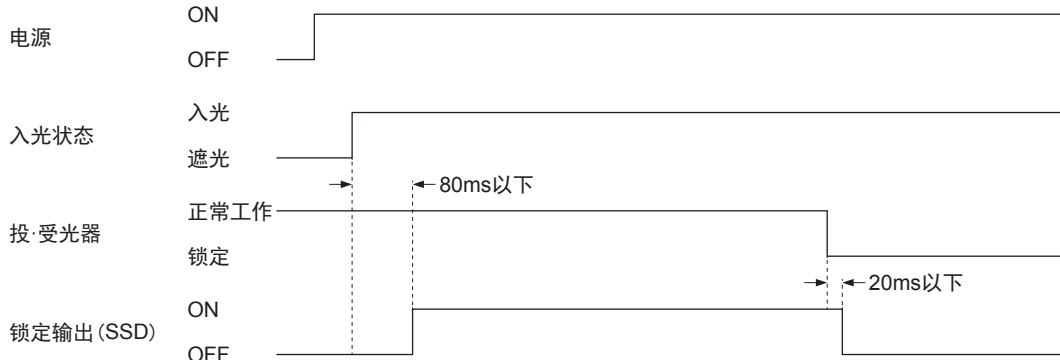 ON
电源
OFF
入光
入光状态
遮光
80ms以下
正常工作
投·受光器
锁定
20ms以下
ON
锁定输出(SSD)
OFF